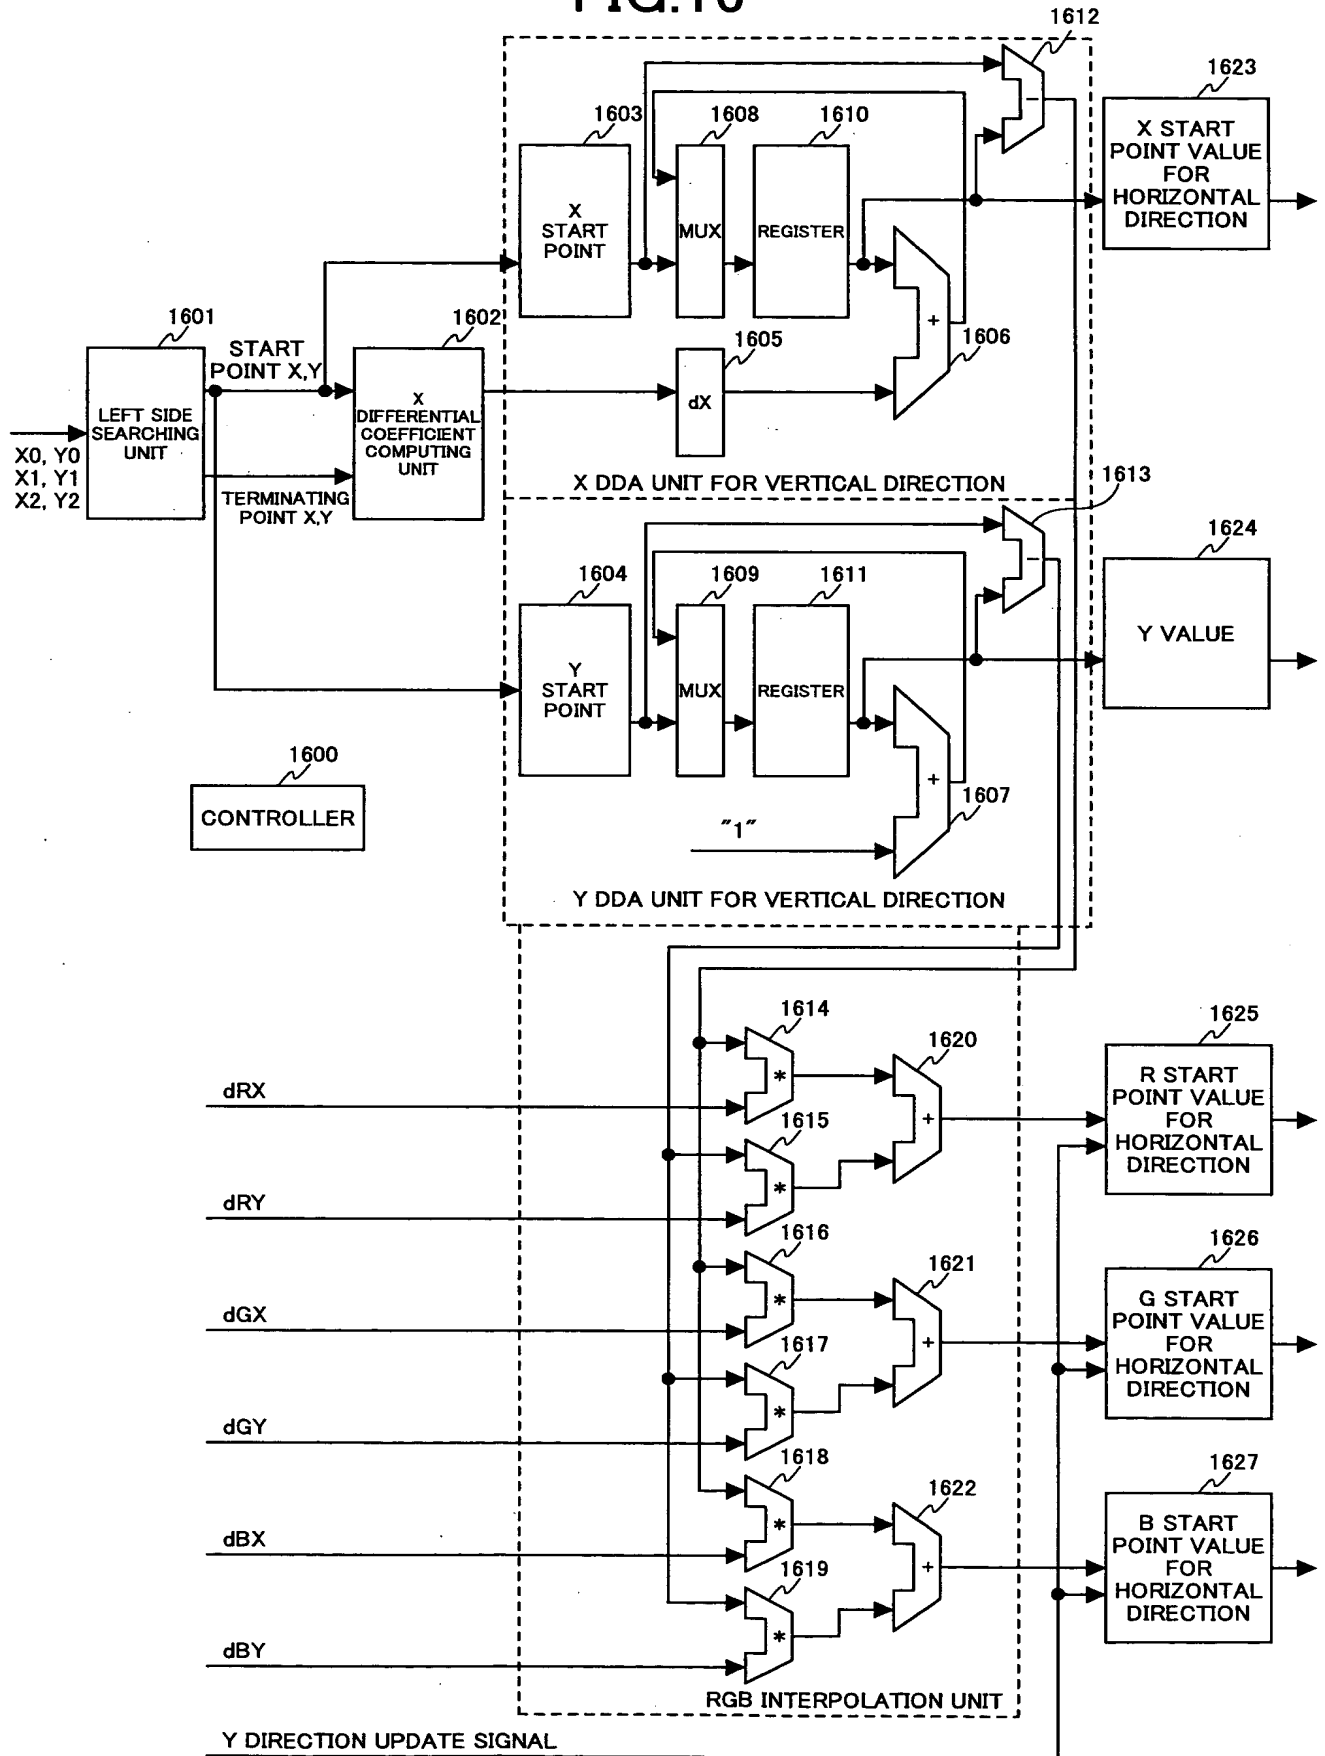 FIG.16
1612
1623
X START
POINT VALUE
FOR
HORIZONTAL
DIRECTION
1603
1608
1610
X
START
POINT
MUX
REGISTER
+
−
1606
1601
1602
1605
START
POINT X,Y
LEFT SIDE
SEARCHING
UNIT
X
DIFFERENTIAL
COEFFICIENT
COMPUTING
UNIT
dX
X0, Y0
X1, Y1
X2, Y2
TERMINATING
POINT X,Y
X DDA UNIT FOR VERTICAL DIRECTION
1613
1624
Y VALUE
1604
1609
1611
Y
START
POINT
MUX
REGISTER
−
+
1607
"1"
1600
CONTROLLER
Y DDA UNIT FOR VERTICAL DIRECTION
1614
*
1620
+
1625
R START
POINT VALUE
FOR
HORIZONTAL
DIRECTION
dRX
1615
*
dRY
1616
*
1621
+
1626
G START
POINT VALUE
FOR
HORIZONTAL
DIRECTION
dGX
1617
*
dGY
1618
*
1622
+
1627
B START
POINT VALUE
FOR
HORIZONTAL
DIRECTION
dBX
1619
*
dBY
RGB INTERPOLATION UNIT
Y DIRECTION UPDATE SIGNAL